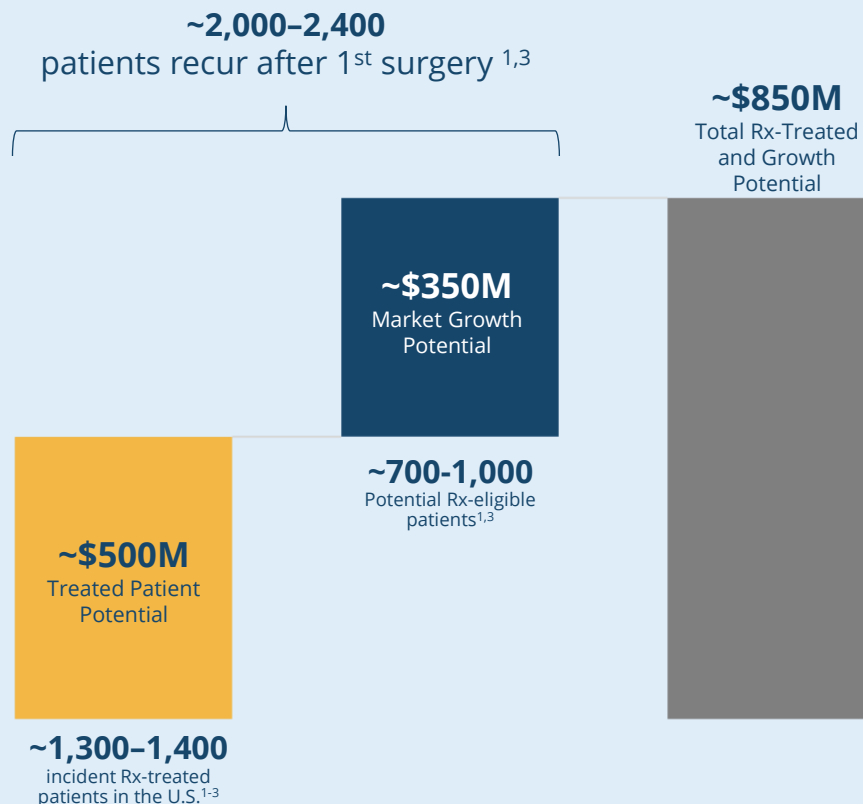 ~2,000–2,400
patients recur after 1st surgery 1,3
~$850M
Total Rx-Treated
and Growth
Potential
~$350M
Market Growth
Potential
~700-1,000
Potential Rx-eligible
patients1,3
~$500M
Treated Patient
Potential
~1,300–1,400
incident Rx-treated
patients in the U.S.1-3